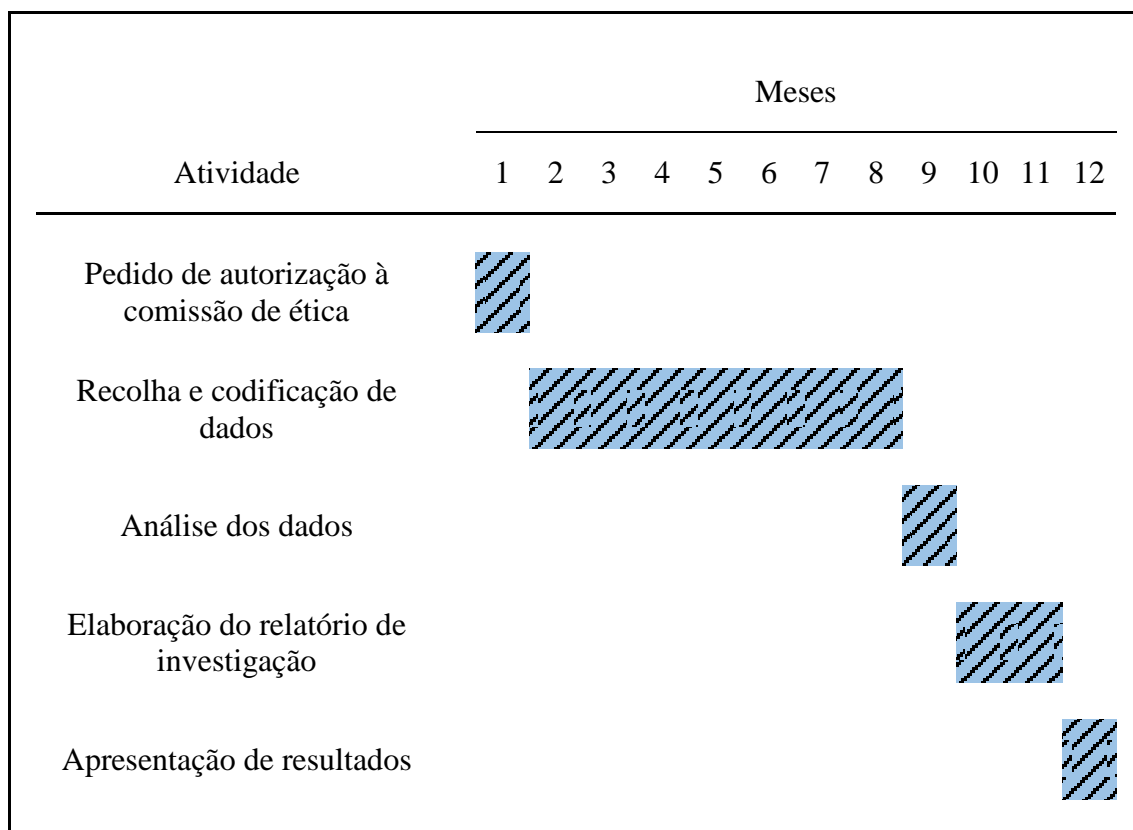 Meses
Atividade 1 2 3 4 5 6 7 8 9 10 11 12
Pedido de autorização à
comissão de ética
Recolha e codificação de
dados
Análise dos dados
Elaboração do relatório de
investigação
Apresentação de resultados